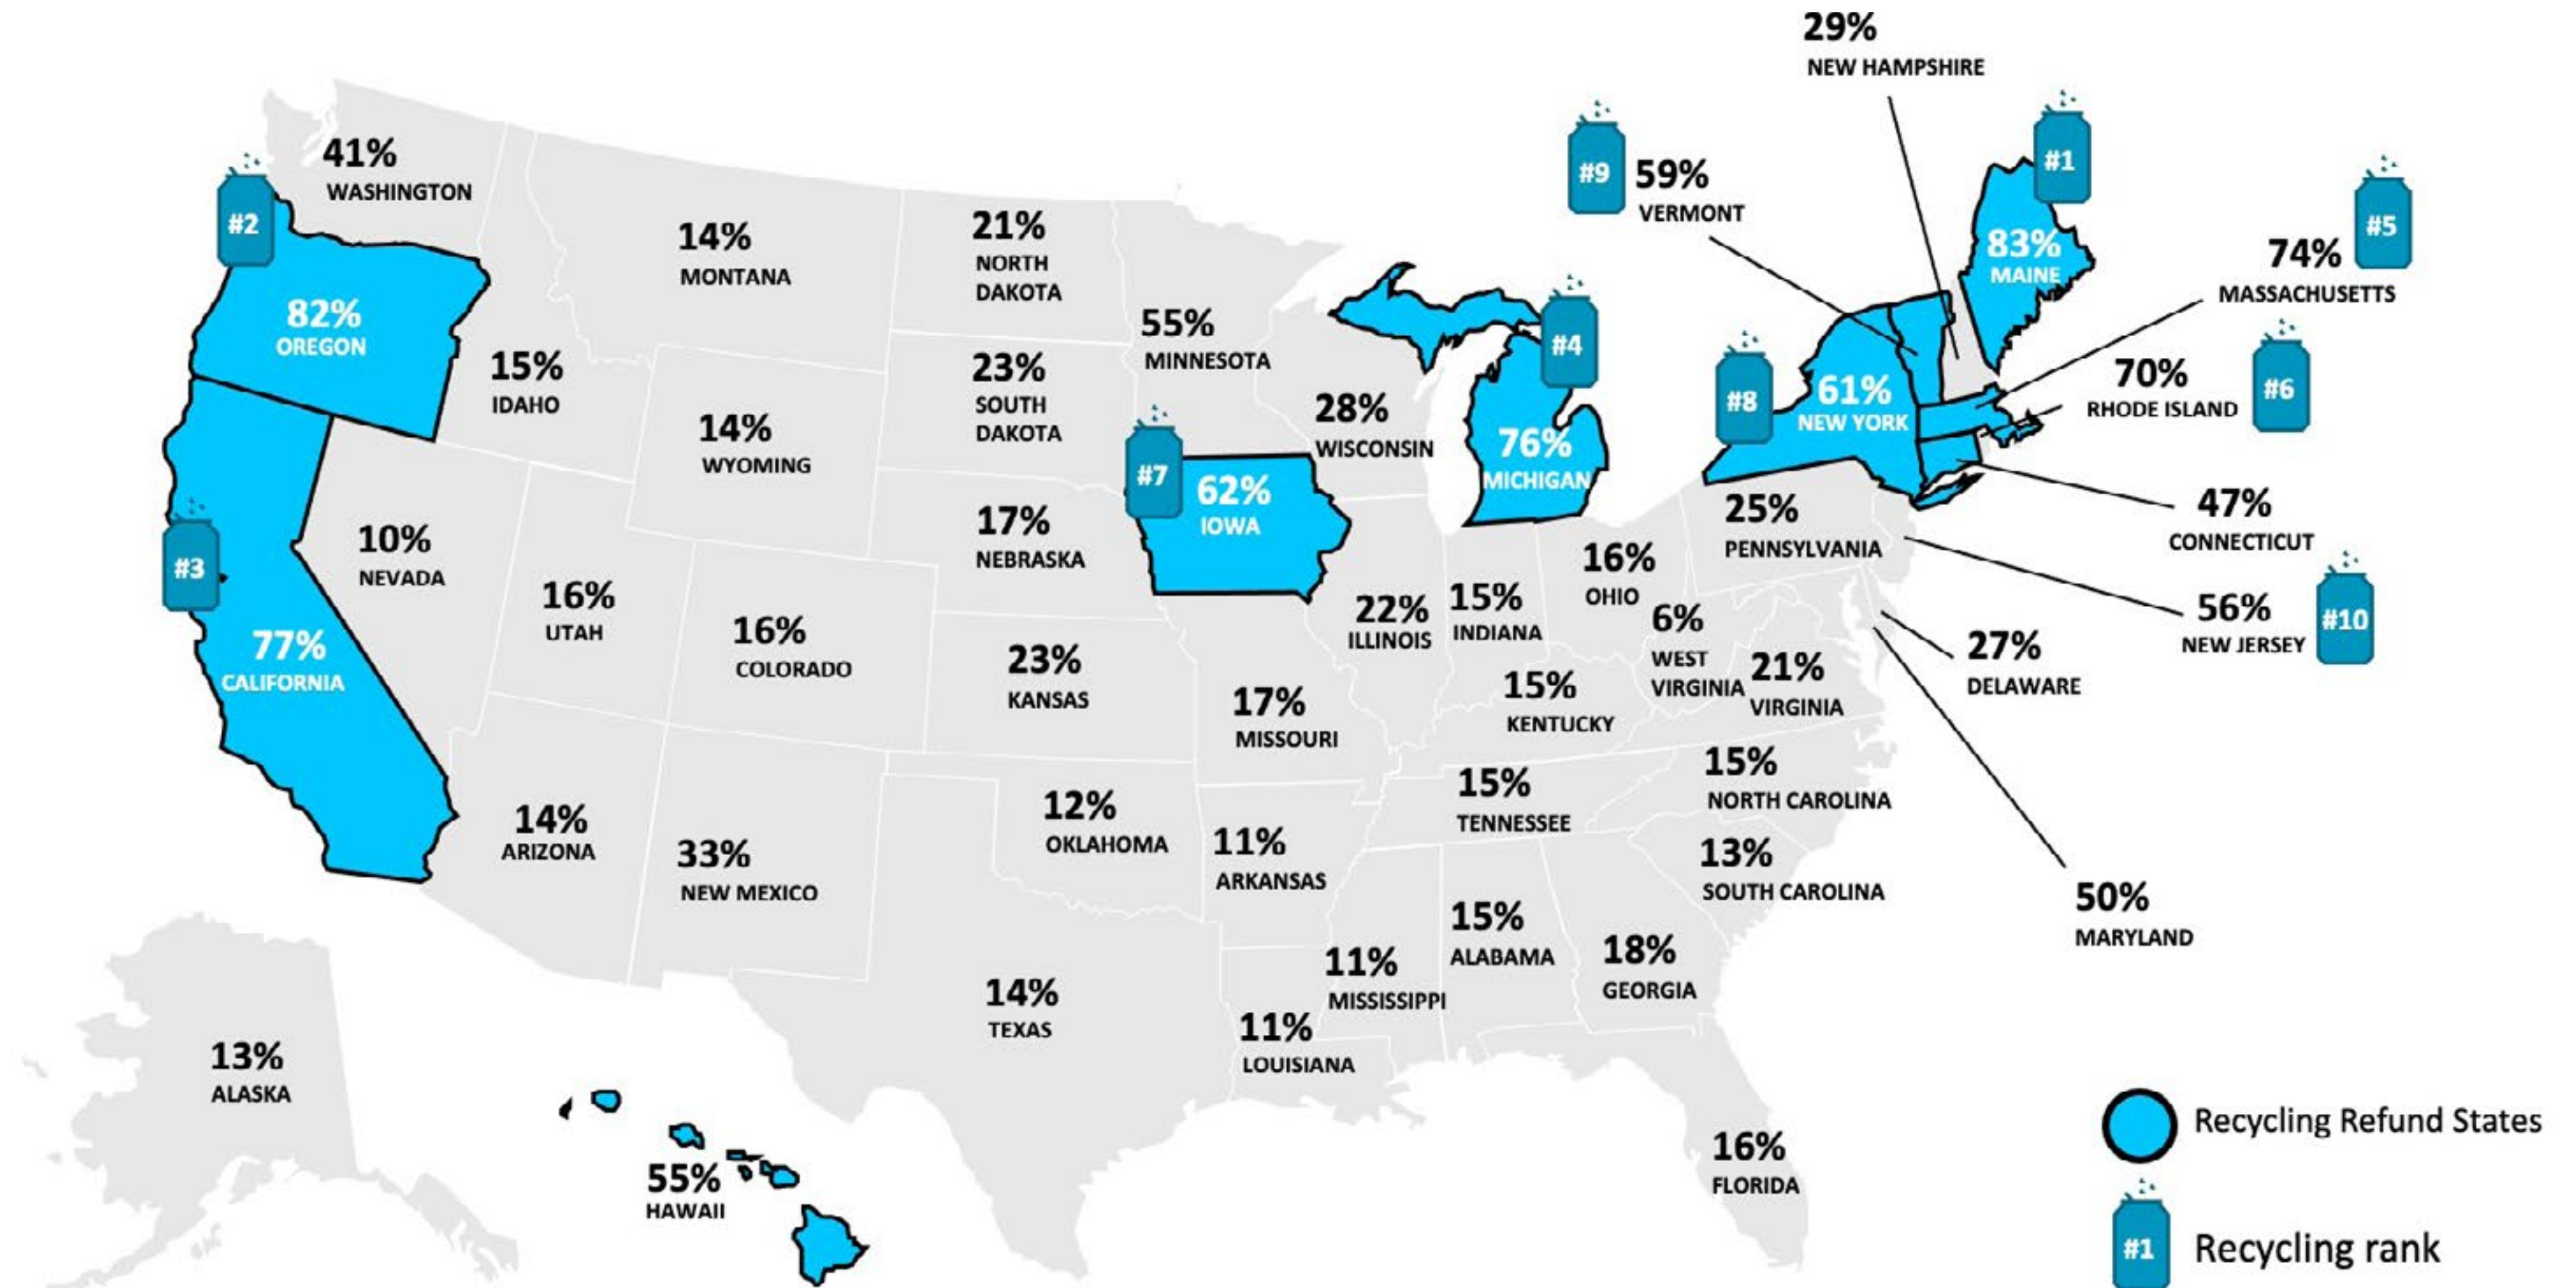 29%
NEW HAMPSHIRE
#1
#9
59%
VERMONT
41%
WASHINGTON
#2
#5
74%
MASSACHUSETTS
83%
MAINE
14%
MONTANA
21%
NORTH
DAKOTA
82%
OREGON
55%
MINNESOTA
#4
15%
IDAHO
23%
SOUTH
DAKOTA
28%
WISCONSIN
#8
61%
NEW YORK
70%
RHODE ISLAND
#6
14%
WYOMING
76%
MICHIGAN
#7
62%
IOWA
25%
PENNSYLVANIA
47%
CONNECTICUT
10%
NEVADA
#3
17%
NEBRASKA
16%
OHIO
56%
NEW JERSEY
#10
16%
UTAH
16%
COLORADO
22%
ILLINOIS
15%
INDIANA
6%
WEST
VIRGINIA
21%
VIRGINIA
27%
DELAWARE
77%
CALIFORNIA
23%
KANSAS
17%
MISSOURI
15%
KENTUCKY
15%
TENNESSEE
15%
NORTH CAROLINA
14%
ARIZONA
33%
NEW MEXICO
12%
OKLAHOMA
11%
ARKANSAS
13%
SOUTH CAROLINA
50%
MARYLAND
15%
ALABAMA
18%
GEORGIA
11%
MISSISSIPPI
14%
TEXAS
11%
LOUISIANA
13%
ALASKA
55%
HAWAII
16%
FLORIDA
Recycling Refund States
#1
Recycling rank